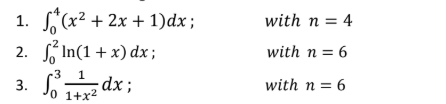 1. ∫₀⁴(x² + 2x + 1)dx ; with n = 4
2. ∫₀² ln(1 + x) dx ; with n = 6
3. ∫₀³ 1/(1+x²) dx ; with n = 6